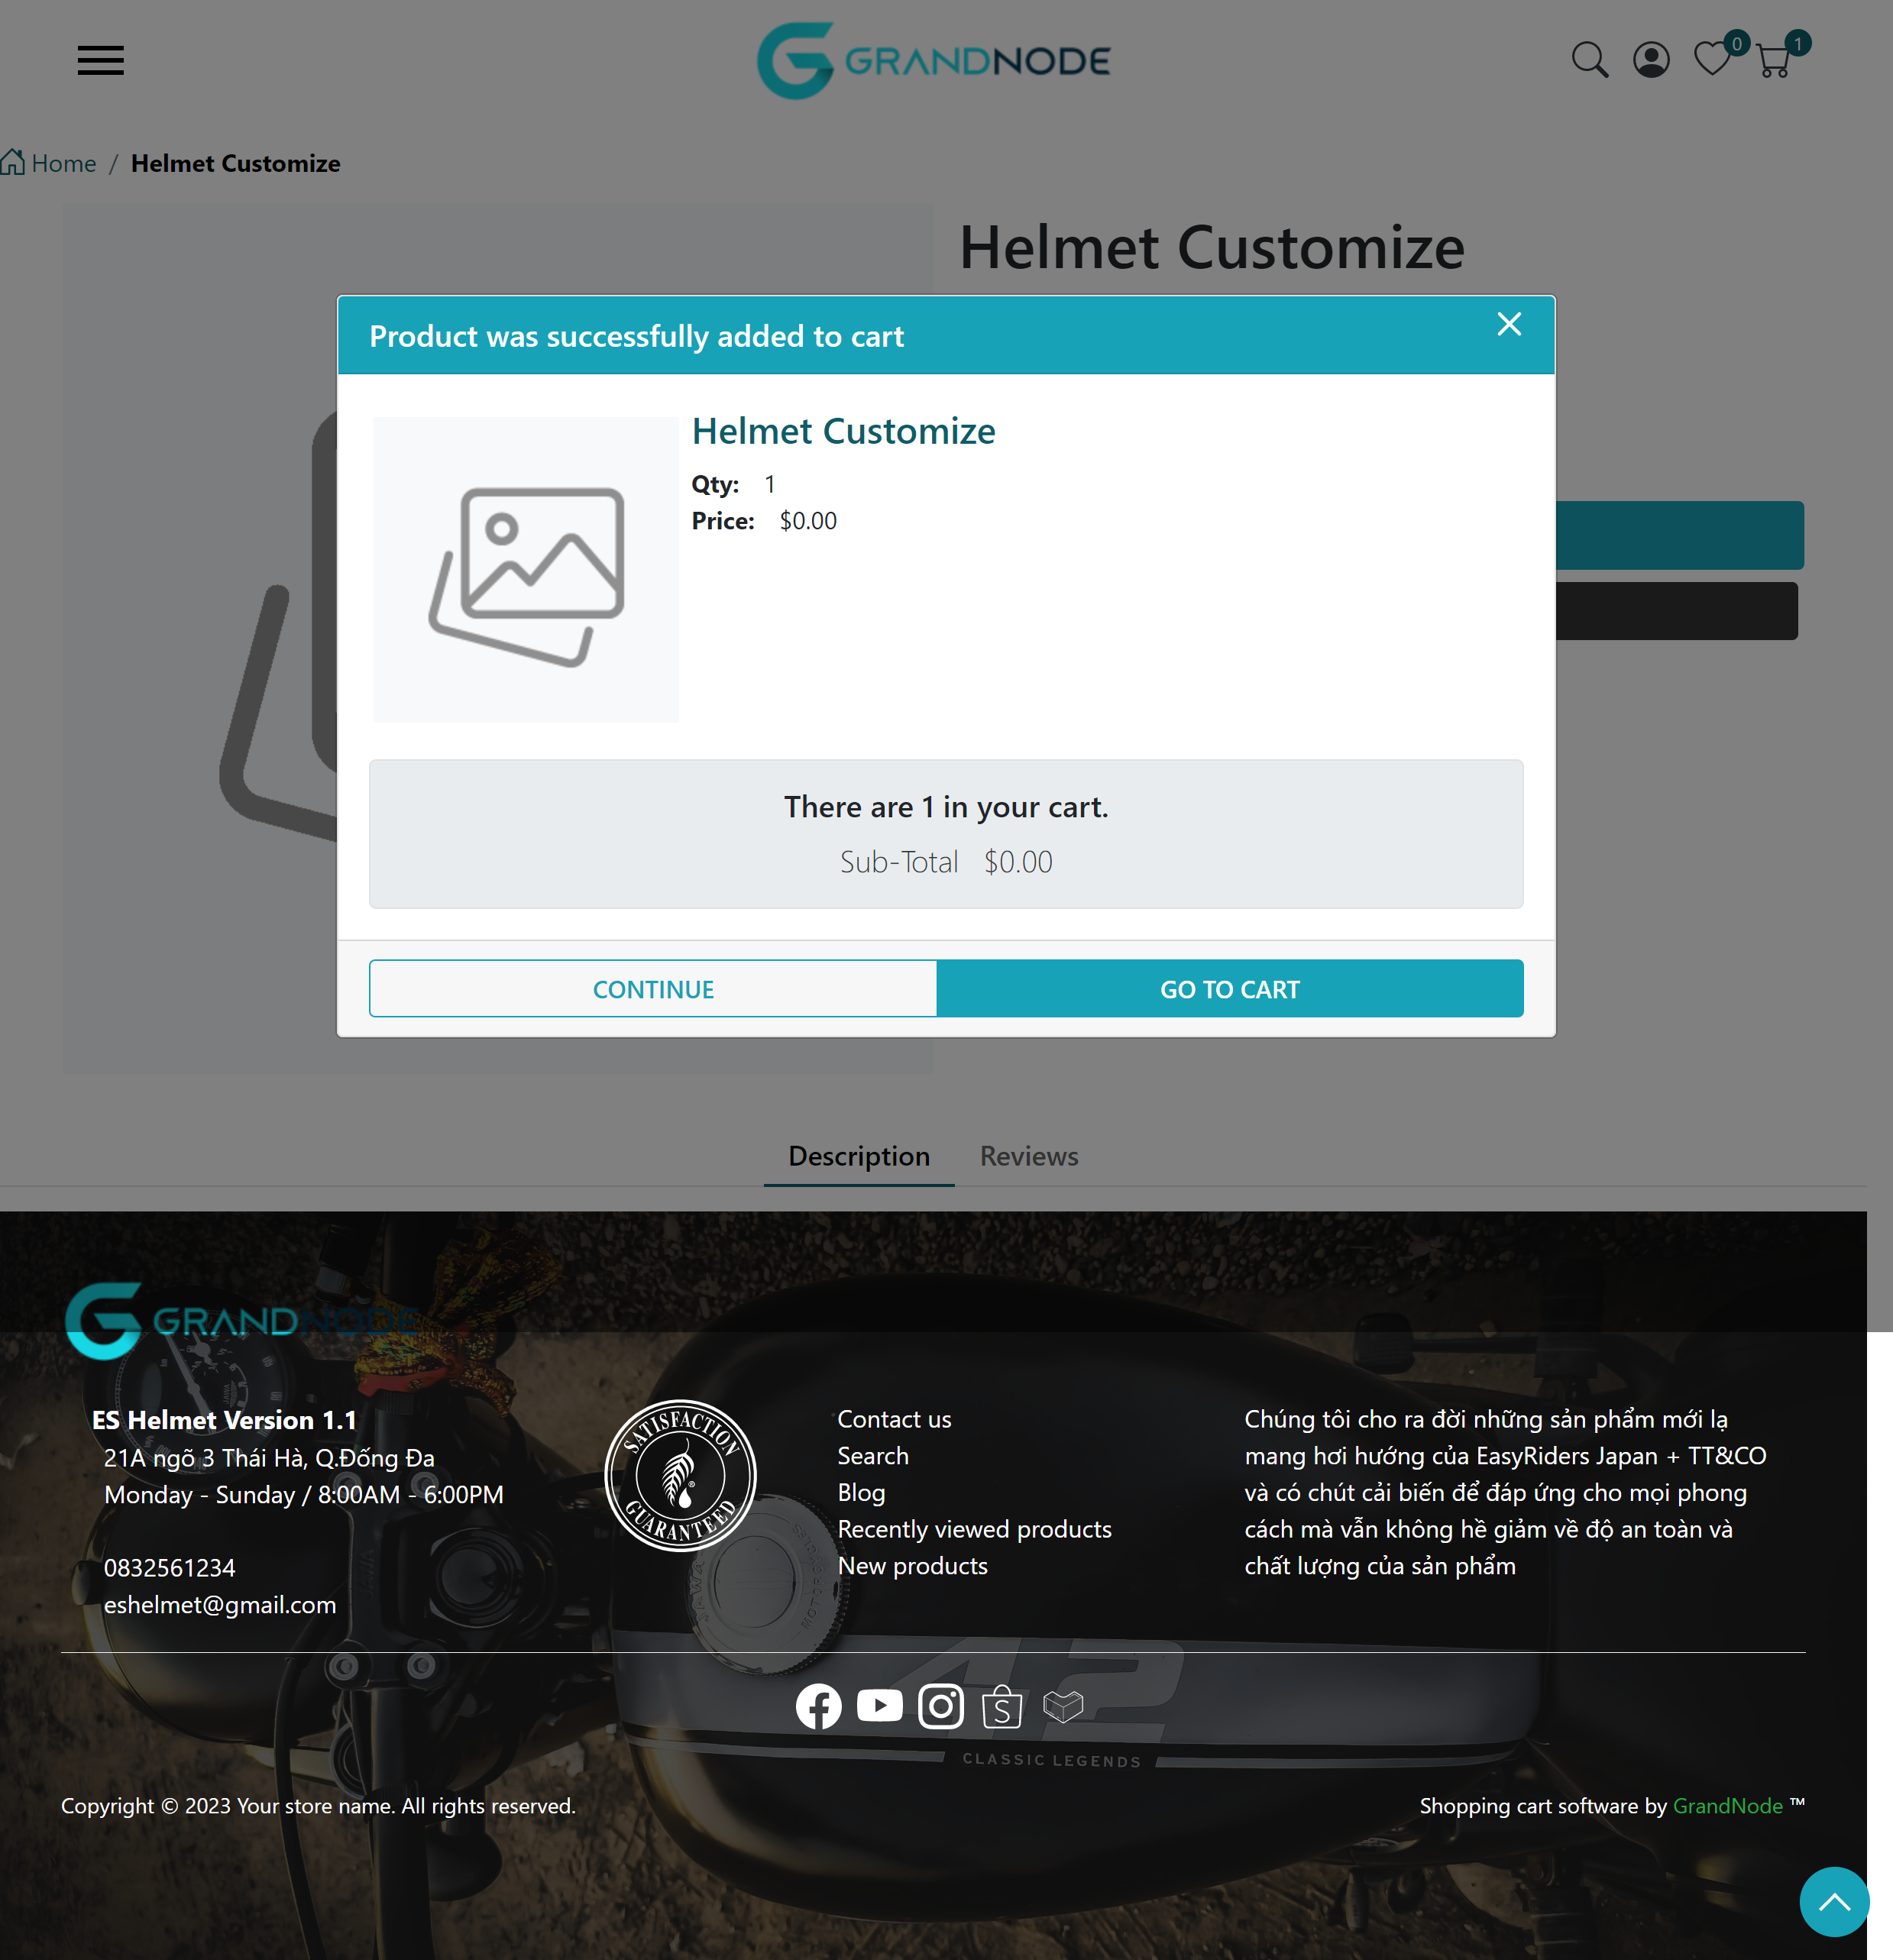 GRANDNODE
0
1
Home / Helmet Customize
Helmet Customize
Product was successfully added to cart
Helmet Customize
Qty: 1
Price: $0.00
There are 1 in your cart.
Sub-Total $0.00
CONTINUE
GO TO CART
Description
Reviews
GRANDNODE
ES Helmet Version 1.1
21A ngõ 3 Thái Hà, Q.Đống Đa
Monday - Sunday / 8:00AM - 6:00PM
0832561234
eshelmet@gmail.com
SATISFACTION
GUARANTEED
®
Contact us
Search
Blog
Recently viewed products
New products
Chúng tôi cho ra đời những sản phẩm mới lạ
mang hơi hướng của EasyRiders Japan + TT&CO
và có chút cải biến để đáp ứng cho mọi phong
cách mà vẫn không hề giảm về độ an toàn và
chất lượng của sản phẩm
42
S
CLASSIC LEGENDS
Copyright © 2023 Your store name. All rights reserved.
Shopping cart software by GrandNode ™